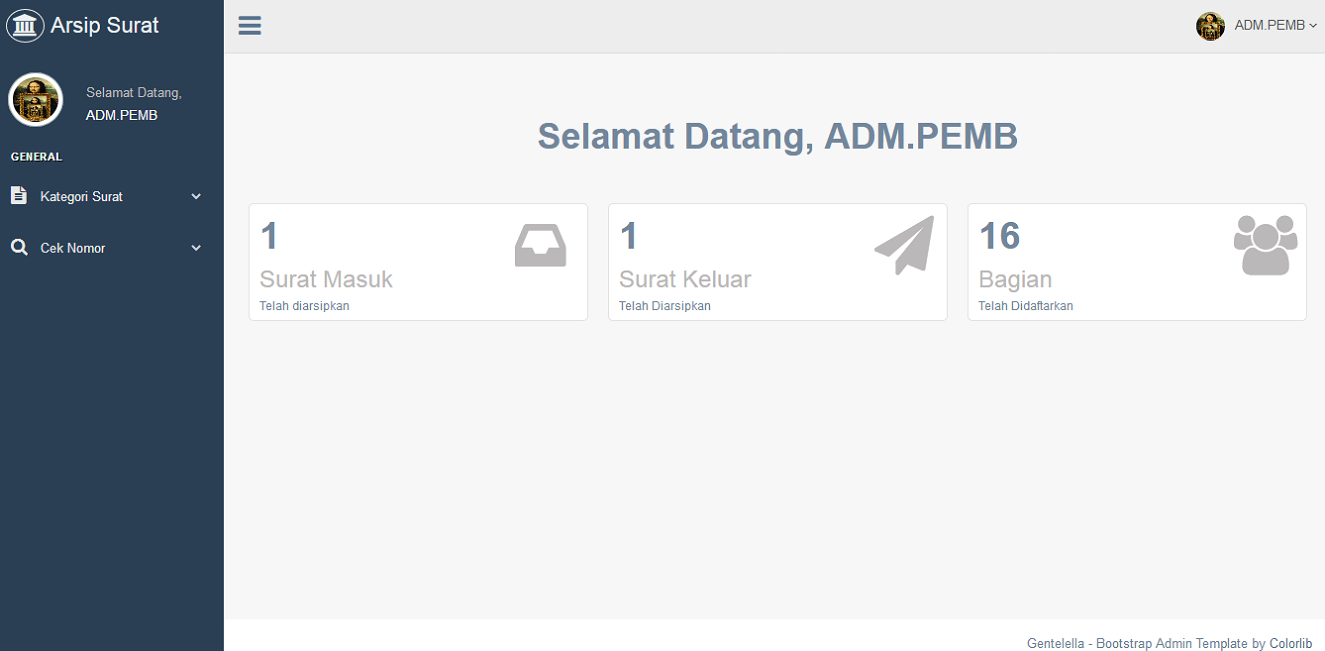 Arsip Surat
ADM.PEMB
Selamat Datang,
ADM.PEMB
GENERAL
Kategori Surat
Cek Nomor
Selamat Datang, ADM.PEMB
1
Surat Masuk
Telah diarsipkan
1
Surat Keluar
Telah Diarsipkan
16
Bagian
Telah Didaftarkan
Gentelella - Bootstrap Admin Template by Colorlib